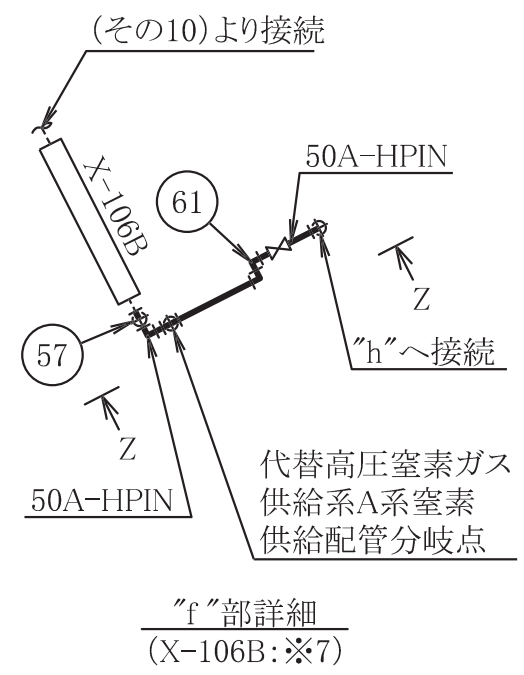 (その10)より接続
X-106B
50A-HPIN
61
Z
57
"h"へ接続
Z
50A-HPIN
代替高圧窒素ガス
供給系A系窒素
供給配管分岐点
"f"部詳細
(X-106B:※7)